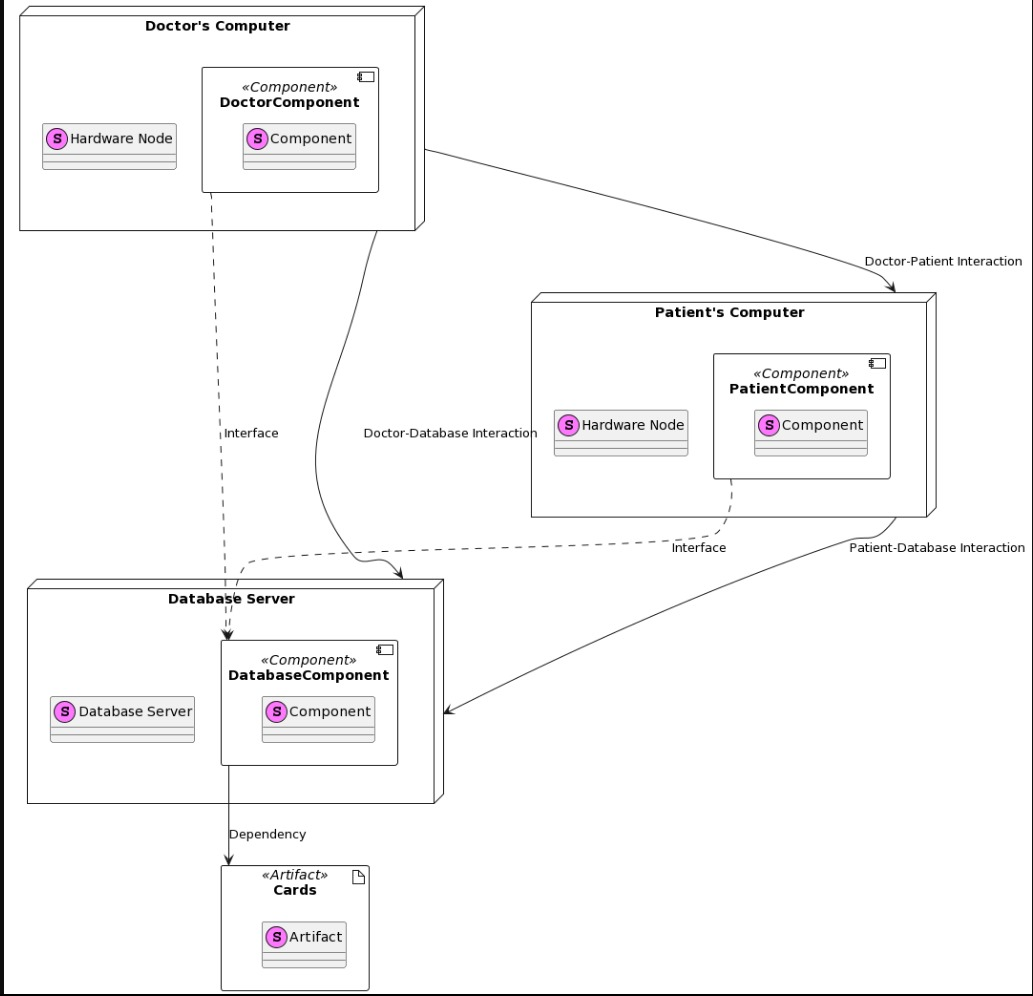 Doctor's Computer
«Component»
DoctorComponent
S Hardware Node
S Component
Doctor-Patient Interaction
Patient's Computer
«Component»
PatientComponent
S Hardware Node
S Component
Interface
Doctor-Database Interaction
Interface
Patient-Database Interaction
Database Server
«Component»
DatabaseComponent
S Database Server
S Component
Dependency
«Artifact»
Cards
S Artifact